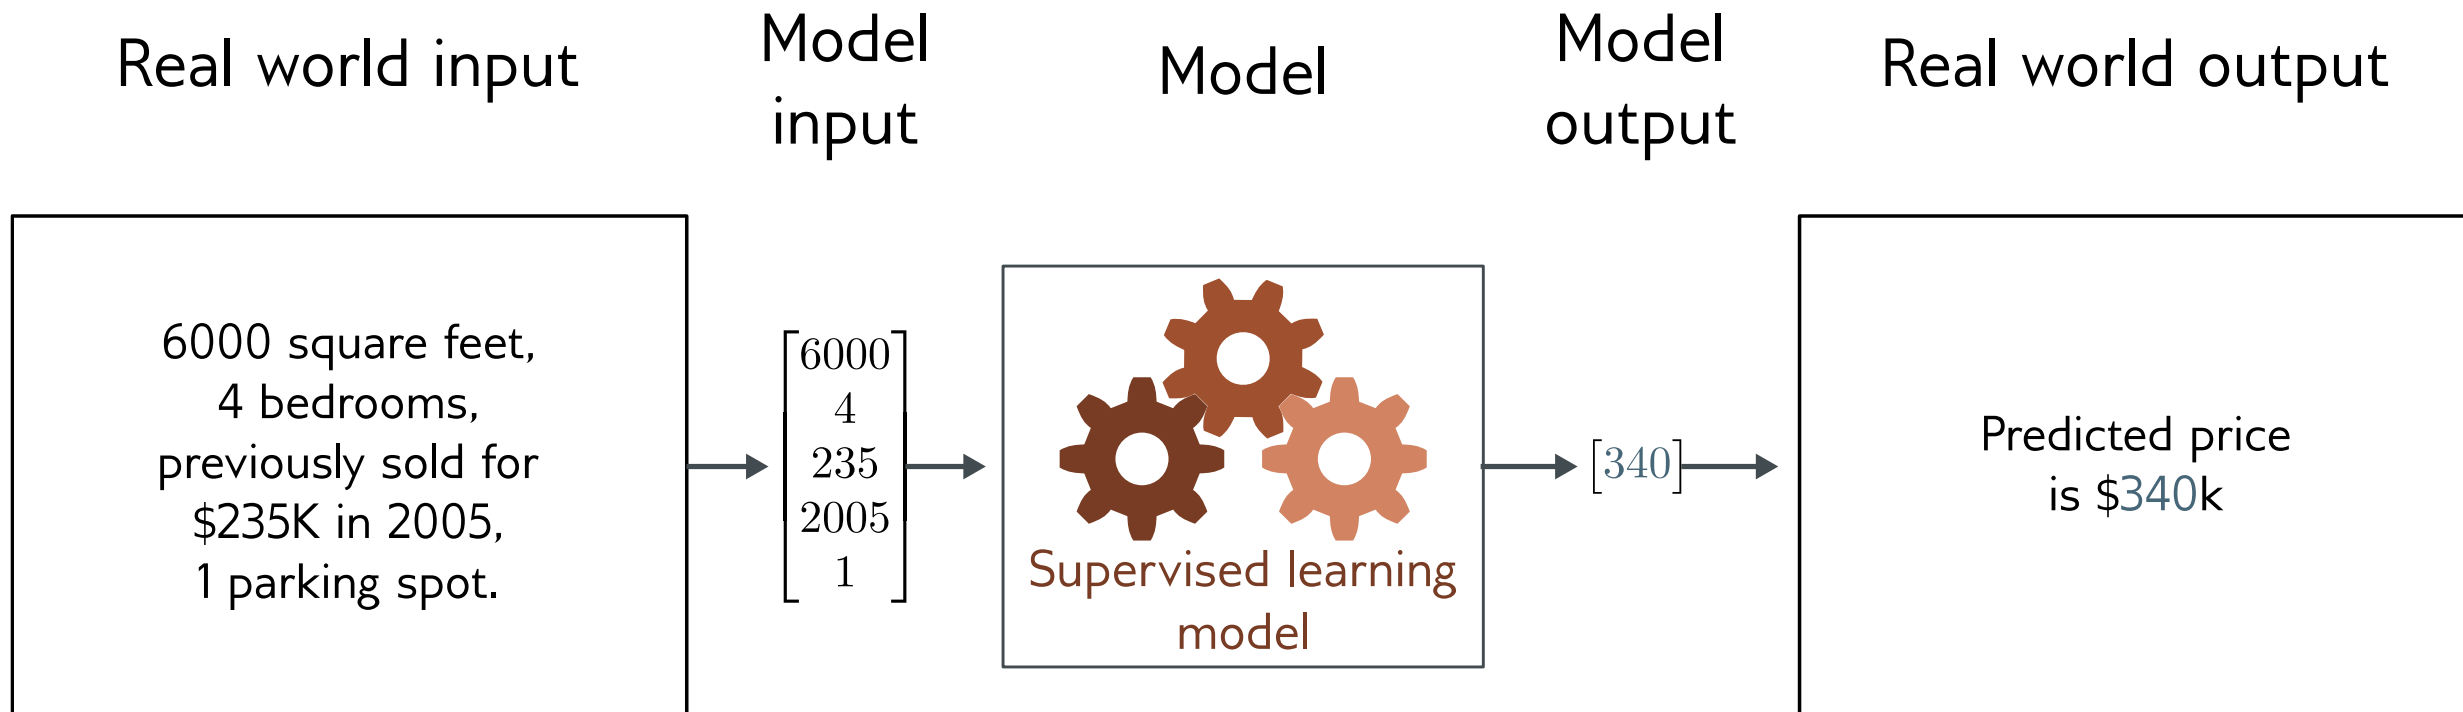 Real world input
Model
input
Model
Model
output
Real world output
6000 square feet,
4 bedrooms,
previously sold for
$235K in 2005,
1 parking spot.
6000
4
235
2005
1
Supervised learning
model
[340]
Predicted price
is $340k